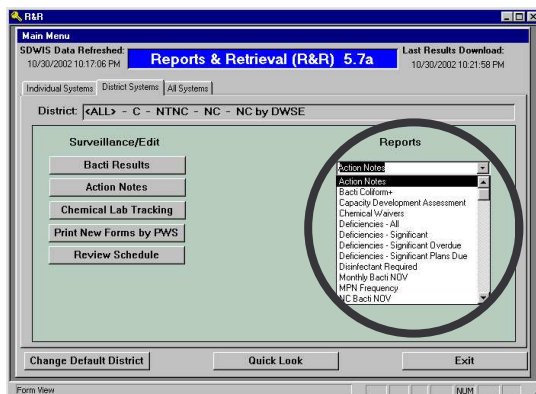 R&R
Main Menu
SDWIS Data Refreshed:
10/30/2002 10:17:06 PM
Reports & Retrieval (R&R) 5.7a
Last Results Download:
10/30/2002 10:21:58 PM
Individual Systems
District Systems
All Systems
District: <ALL> - C - NTNC - NC - NC by DWSE
Surveillance/Edit
Bacti Results
Action Notes
Chemical Lab Tracking
Print New Forms by PWS
Review Schedule
Reports
Action Notes
Action Notes
Bacti Coliform+
Capacity Development Assessment
Chemical Waivers
Deficiencies - All
Deficiencies - Significant
Deficiencies - Significant Overdue
Deficiencies - Significant Plans Due
Disinfectant Required
Monthly Bacti NOV
MPN Frequency
NC Bacti NOV
Change Default District
Quick Look
Exit
Form View
NUM